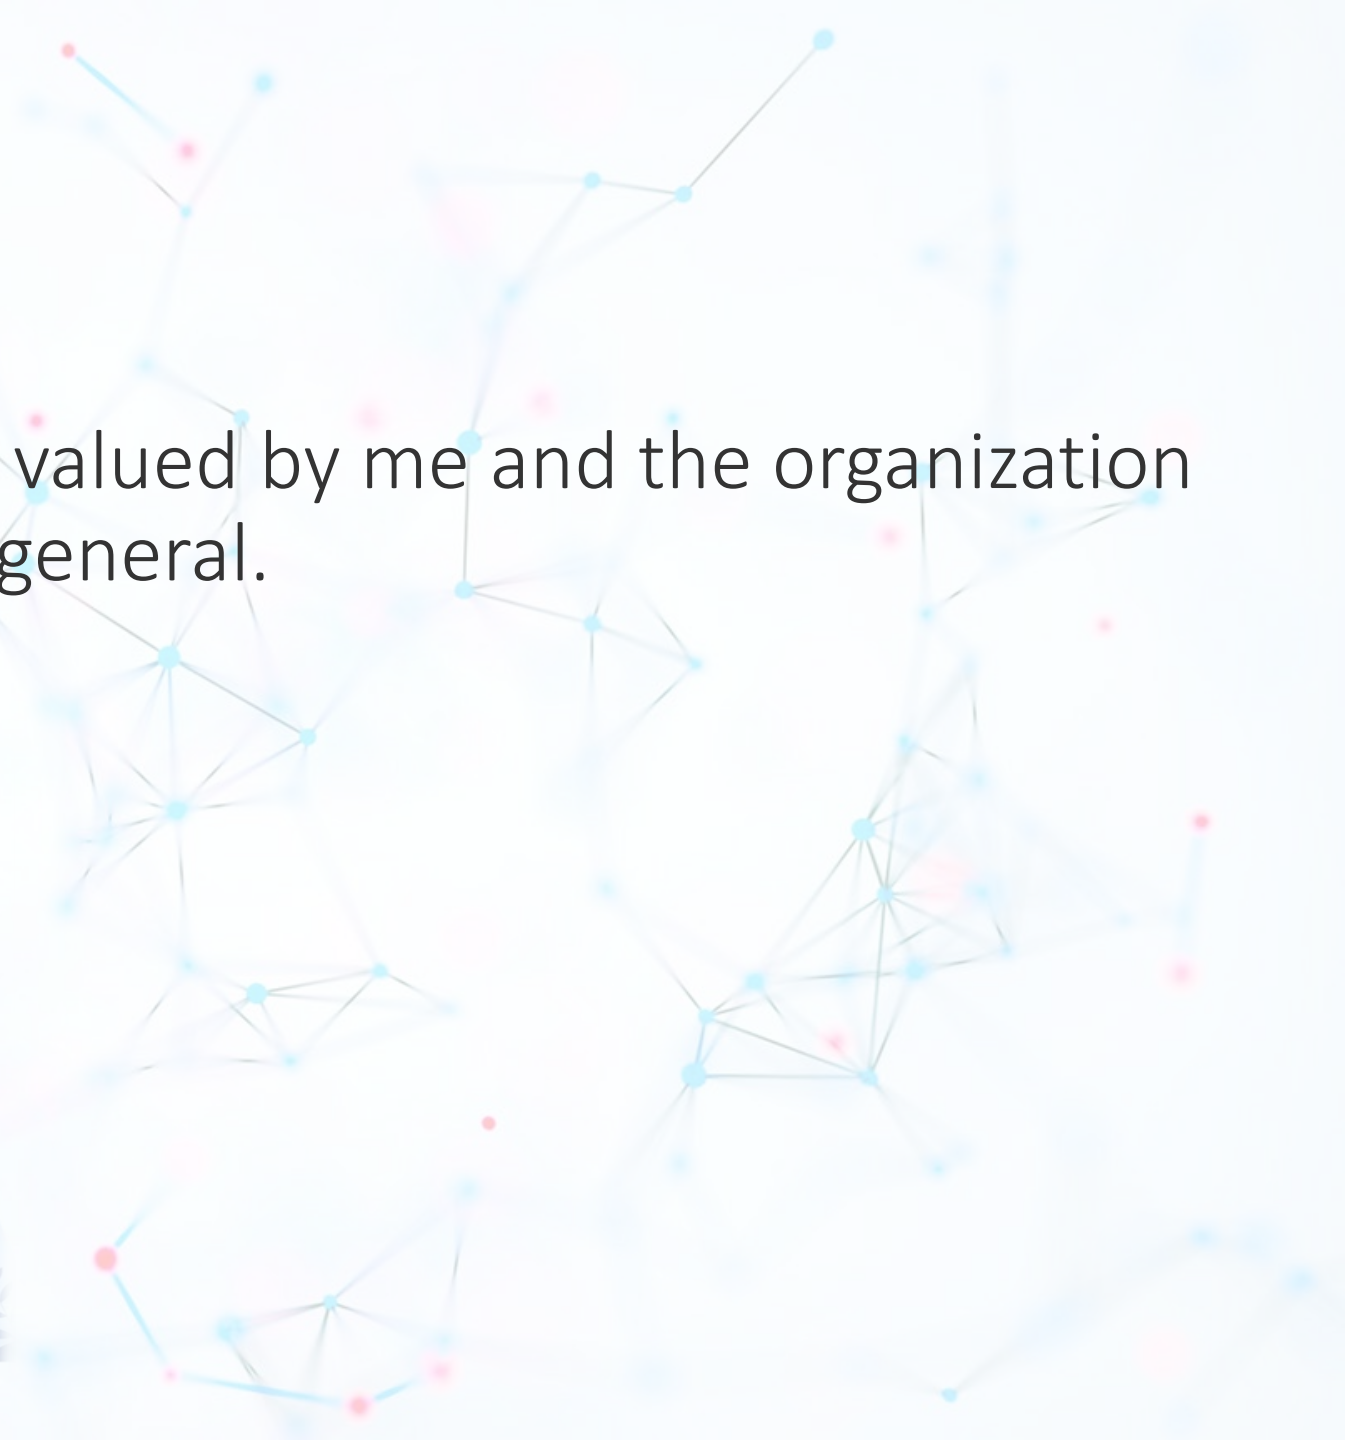 valued by me and the organization
general.